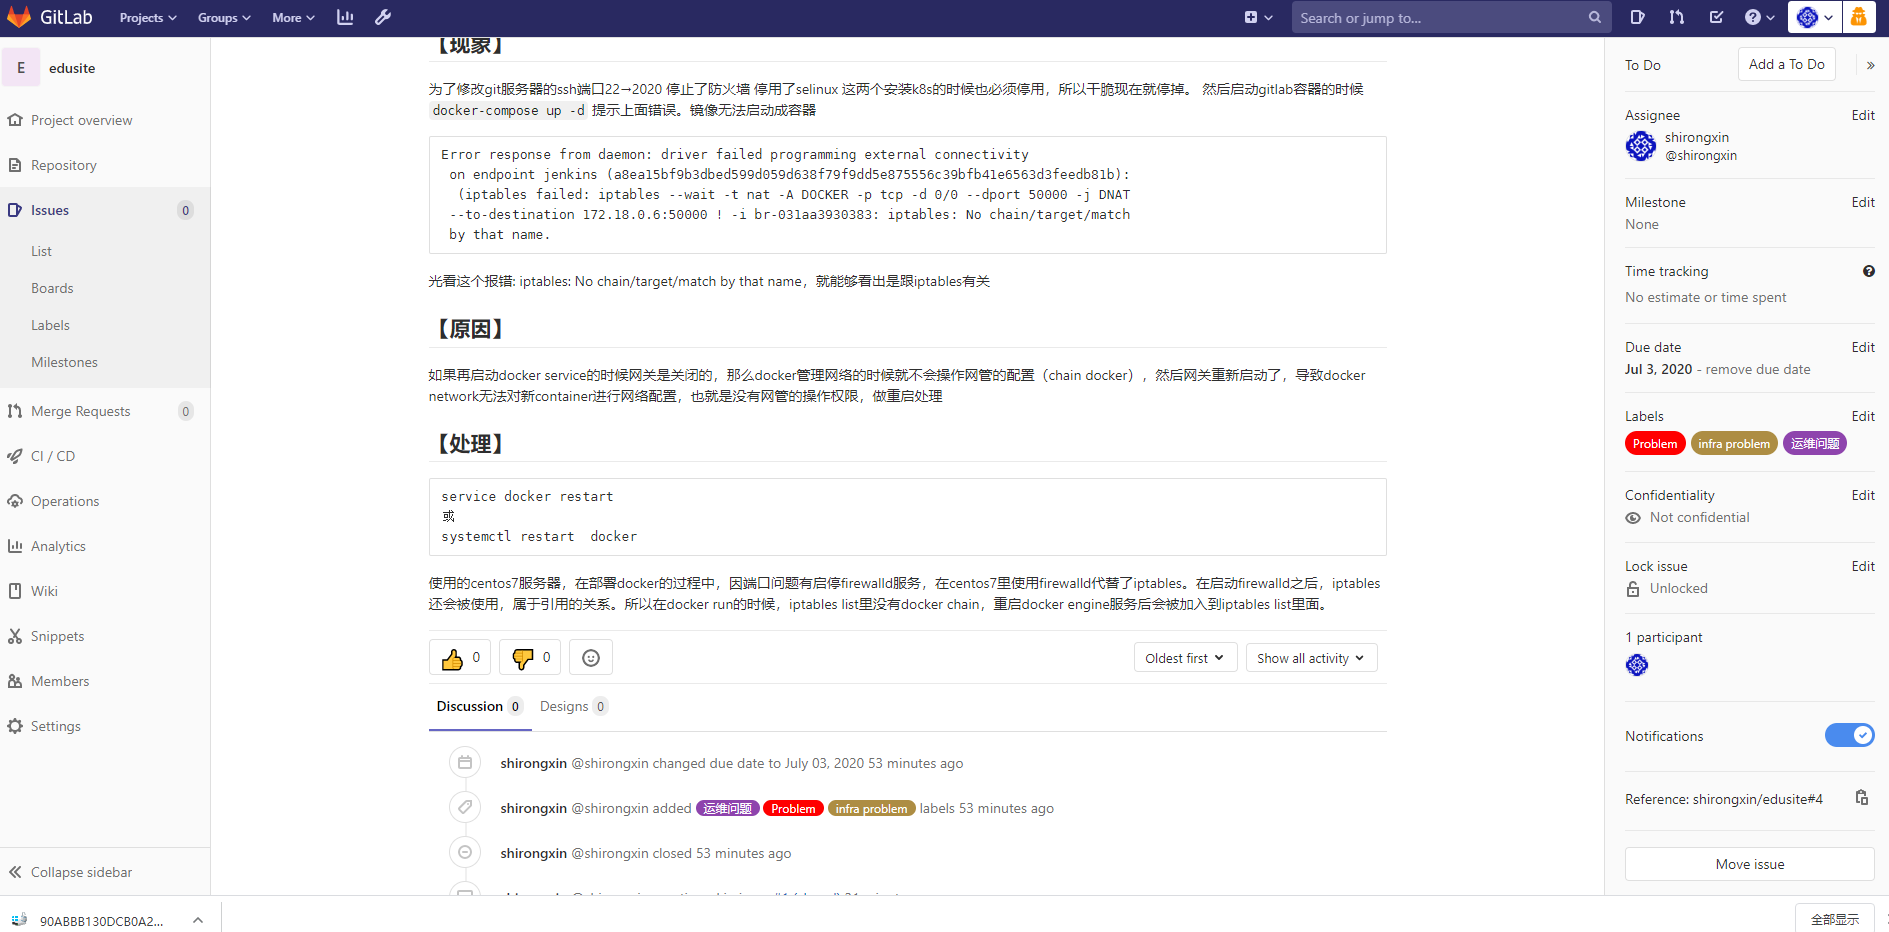 GitLab
Projects
Groups
More
Search or jump to...
E
edusite
Project overview
Repository
Issues
0
List
Boards
Labels
Milestones
Merge Requests
0
CI / CD
Operations
Analytics
Wiki
Snippets
Members
Settings
Collapse sidebar
【现象】
为了修改git服务器的ssh端口22→2020 停止了防火墙 停用了selinux 这两个安装k8s的时候也必须停用，所以干脆现在就停掉。 然后启动gitlab容器的时候
docker-compose up -d 提示上面错误。镜像无法启动成容器
Error response from daemon: driver failed programming external connectivity
on endpoint jenkins (a8ea15bf9b3dbed599d059d638f79f9dd5e875556c39bfb41e6563d3feedb81b):
(iptables failed: iptables --wait -t nat -A DOCKER -p tcp -d 0/0 --dport 50000 -j DNAT
--to-destination 172.18.0.6:50000 ! -i br-031aa3930383: iptables: No chain/target/match
by that name.
光看这个报错: iptables: No chain/target/match by that name，就能够看出是跟iptables有关
【原因】
如果再启动docker service的时候网关是关闭的，那么docker管理网络的时候就不会操作网管的配置（chain docker），然后网关重新启动了，导致docker
network无法对新container进行网络配置，也就是没有网管的操作权限，做重启处理
【处理】
service docker restart
或
systemctl restart  docker
使用的centos7服务器，在部署docker的过程中，因端口问题有启停firewalld服务，在centos7里使用firewalld代替了iptables。在启动firewalld之后，iptables
还会被使用，属于引用的关系。所以在docker run的时候，iptables list里没有docker chain，重启docker engine服务后会被加入到iptables list里面。
0
0
Oldest first
Show all activity
Discussion 0
Designs 0
shirongxin @shirongxin changed due date to July 03, 2020 53 minutes ago
shirongxin @shirongxin added 运维问题 Problem infra problem labels 53 minutes ago
shirongxin @shirongxin closed 53 minutes ago
To Do
Add a To Do
Assignee
Edit
shirongxin
@shirongxin
Milestone
Edit
None
Time tracking
No estimate or time spent
Due date
Edit
Jul 3, 2020 - remove due date
Labels
Edit
Problem
infra problem
运维问题
Confidentiality
Edit
Not confidential
Lock issue
Edit
Unlocked
1 participant
Notifications
Reference: shirongxin/edusite#4
Move issue
90ABBB130DCB0A2...
全部显示